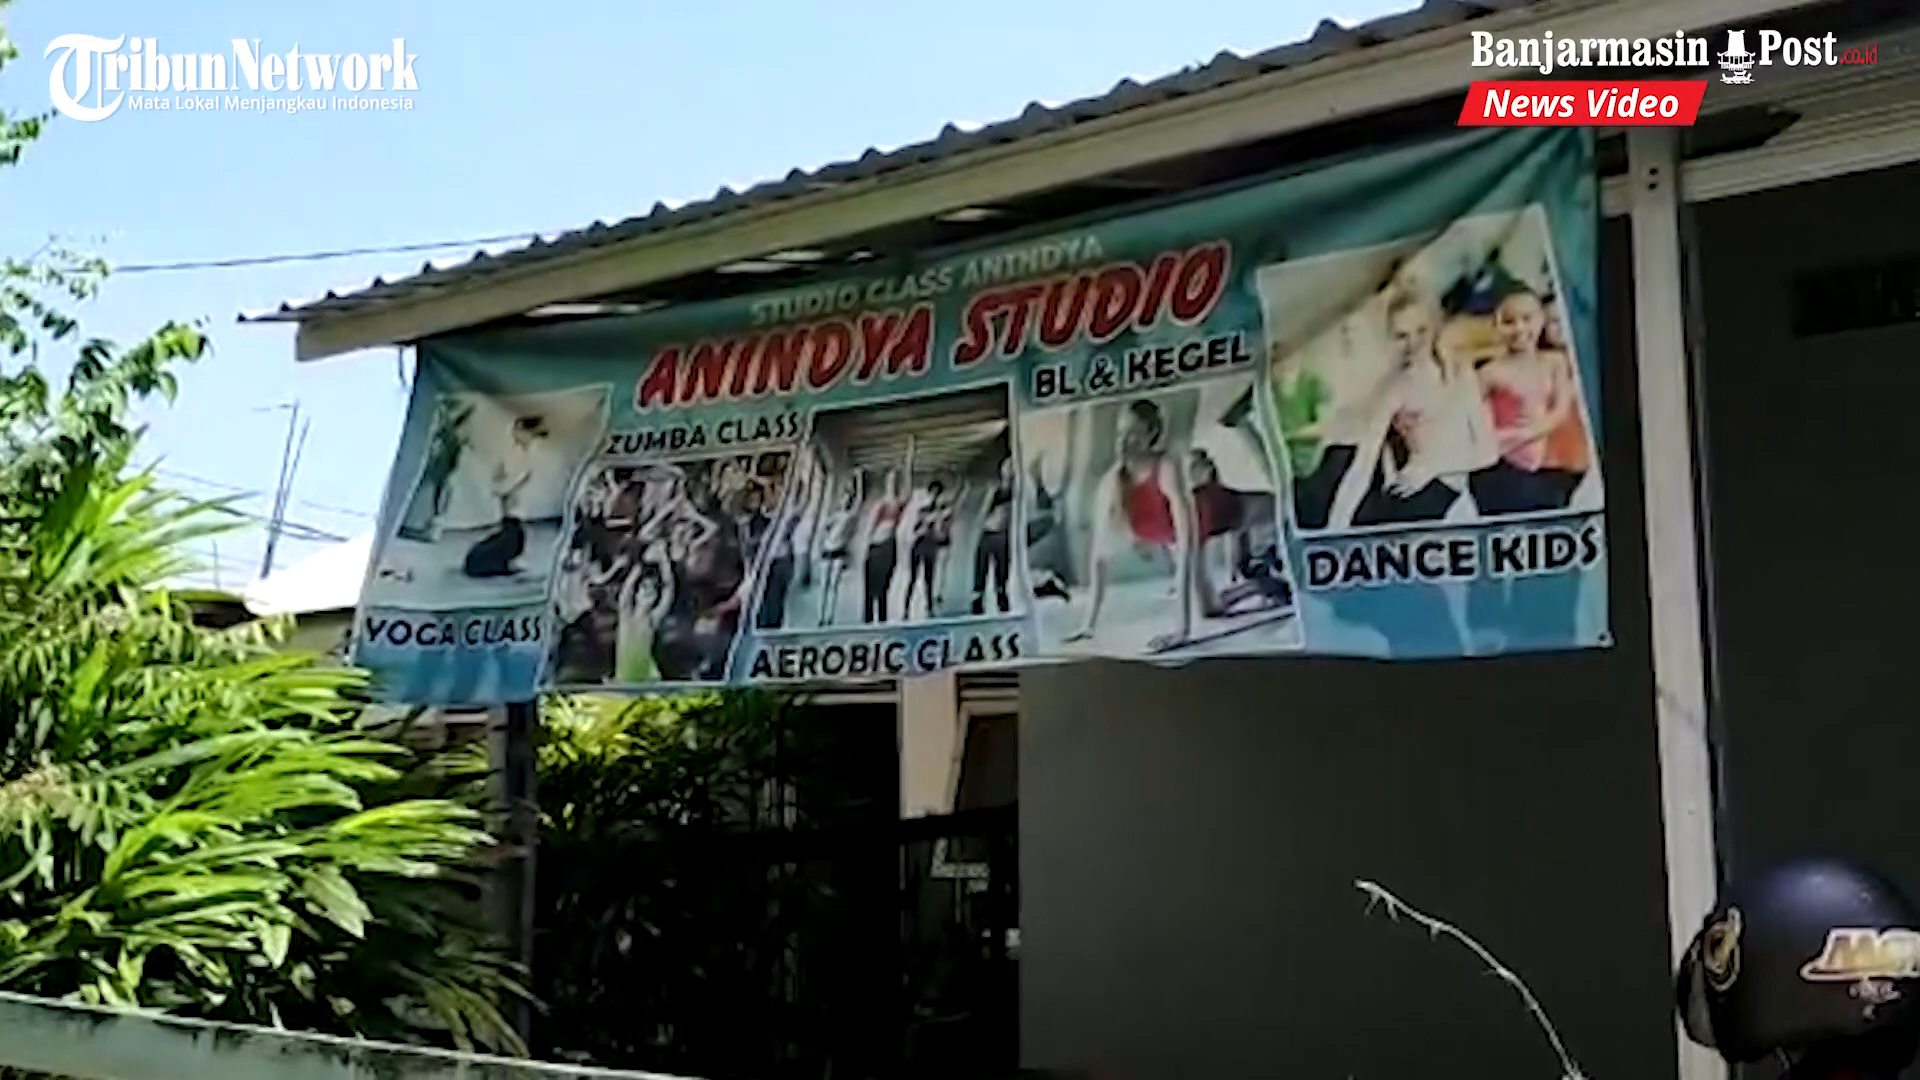 TribunNetwork
Mata Lokal Menjangkau Indonesia
Banjarmasin Post.co.id
News Video
STUDIO CLASS ANINDYA
ANINDYA STUDIO
ZUMBA CLASS
BL & KEGEL
YOGA CLASS
AEROBIC CLASS
DANCE KIDS